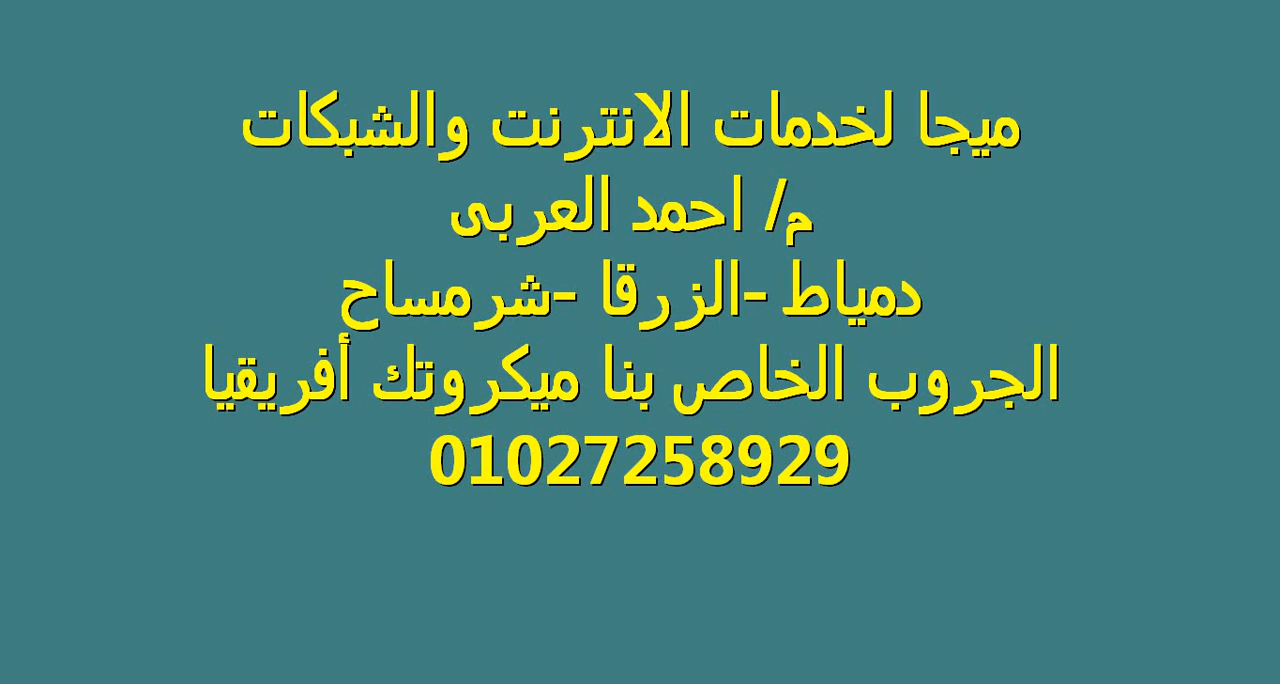 ميجا لخدمات الانترنت والشبكات
م/ احمد العربى
دمياط -الزرقا -شرمساح
الجروب الخاص بنا ميكروتك أفريقيا
01027258929